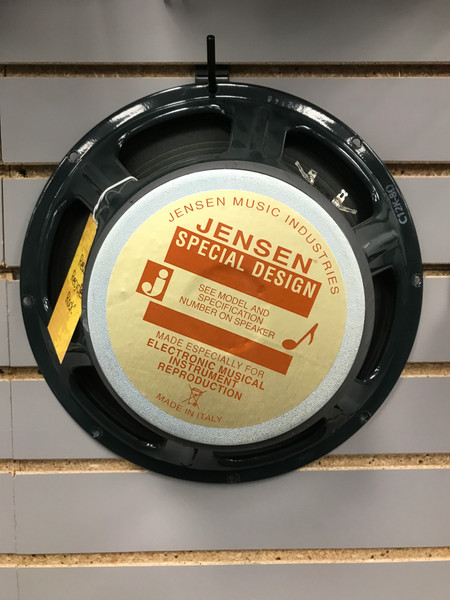 JENSEN MUSIC INDUSTRIES
JENSEN
SPECIAL DESIGN
j
SEE MODEL AND
SPECIFICATION
NUMBER ON SPEAKER
MADE ESPECIALLY FOR
ELECTRONIC MUSICAL
INSTRUMENT
REPRODUCTION
MADE IN ITALY